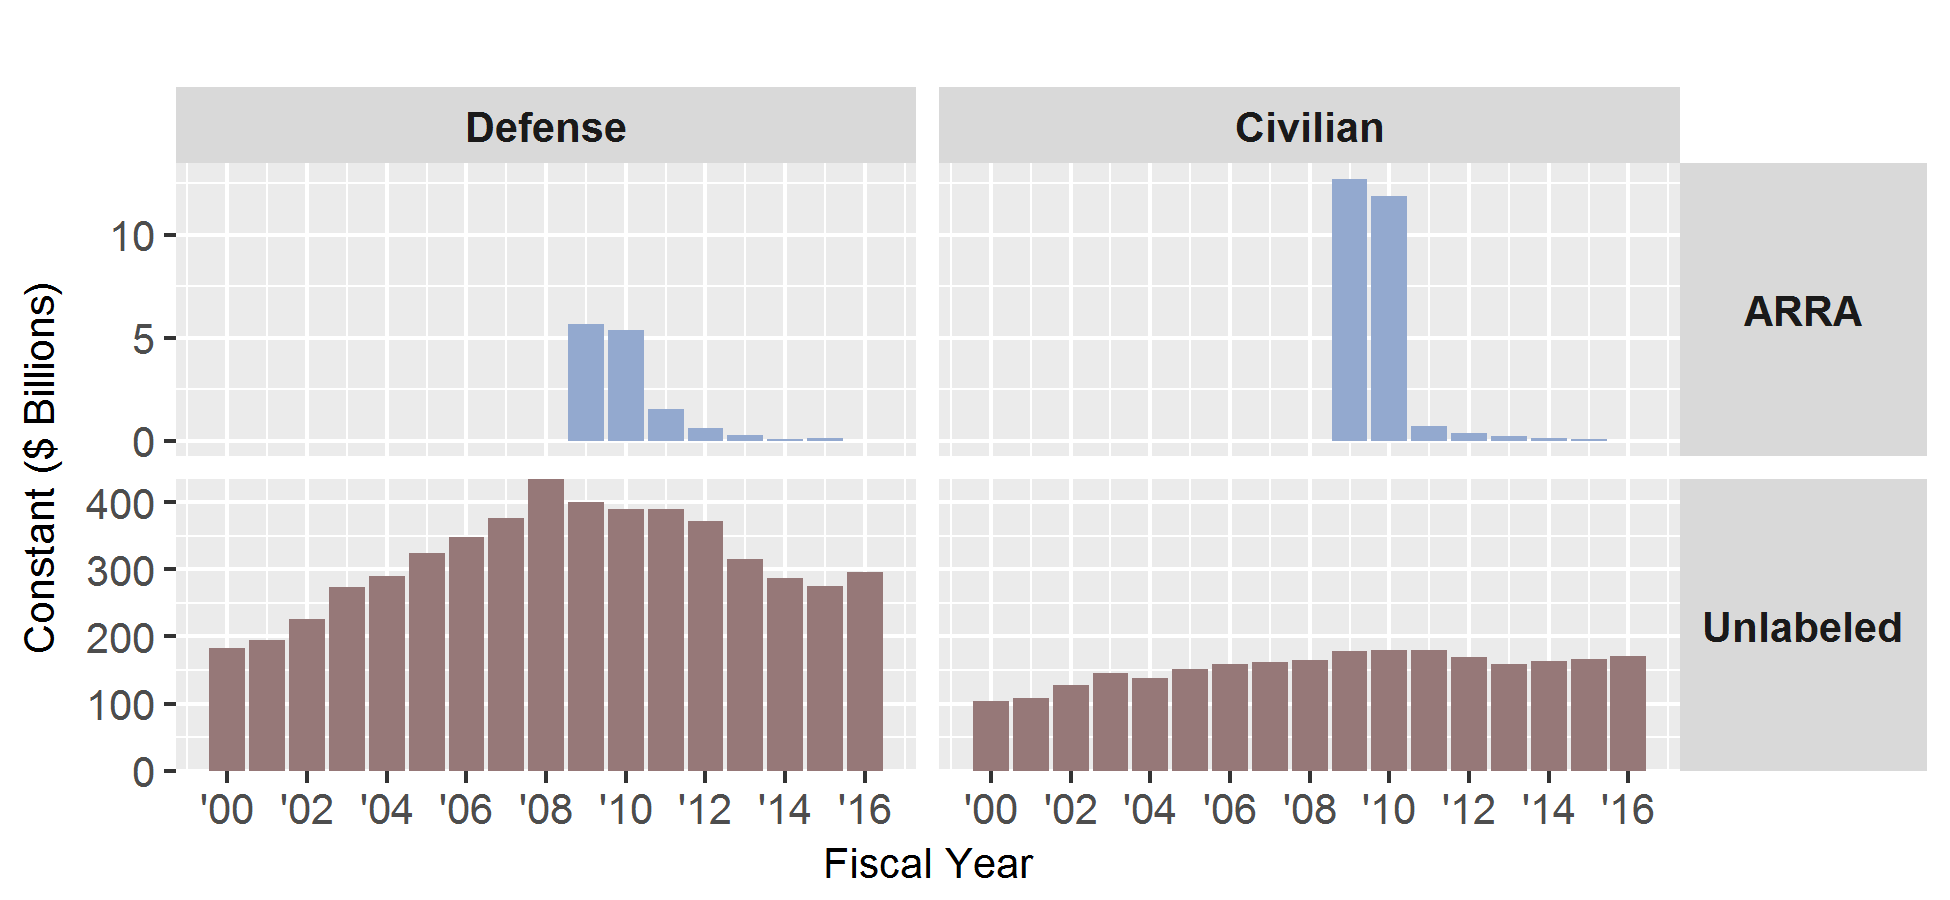 Defense
Civilian
10
5
0
ARRA
400
300
200
100
0
Unlabeled
Constant ($ Billions)
'00 '02 '04 '06 '08 '10 '12 '14 '16
'00 '02 '04 '06 '08 '10 '12 '14 '16
Fiscal Year